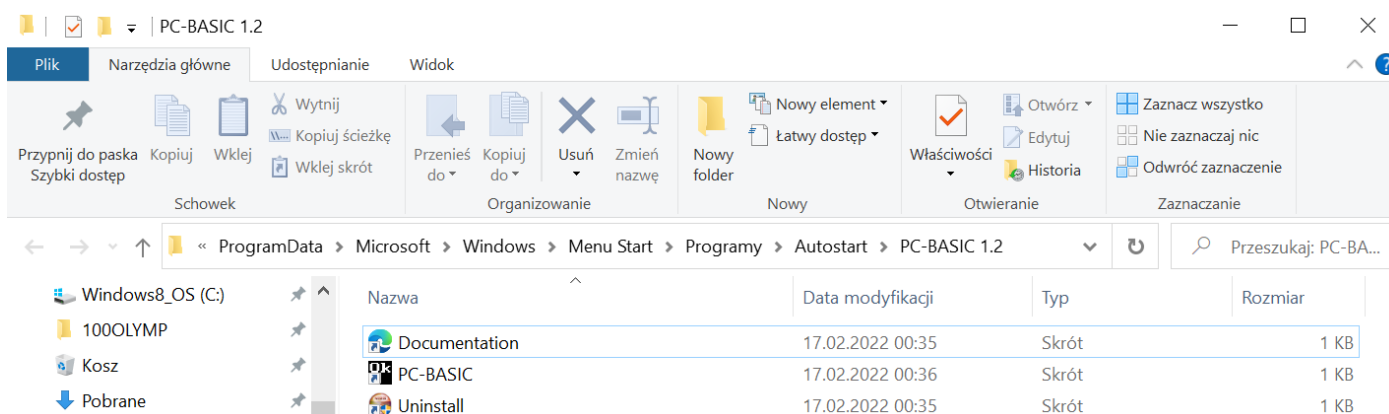 PC-BASIC 1.2
Plik Narzędzia główne Udostępnianie Widok
Przypnij do paska Szybki dostęp
Kopiuj
Wklej
Wytnij
Kopiuj ścieżkę
Wklej skrót
Schowek
Przenieś do
Kopiuj do
Usuń
Zmień nazwę
Organizowanie
Nowy folder
Nowy element
Łatwy dostęp
Nowy
Właściwości
Otwórz
Edytuj
Historia
Otwieranie
Zaznacz wszystko
Nie zaznaczaj nic
Odwróć zaznaczenie
Zaznaczanie
« ProgramData > Microsoft > Windows > Menu Start > Programy > Autostart > PC-BASIC 1.2
Przeszukaj: PC-BA...
Windows8_OS (C:)
100OLYMP
Kosz
Pobrane
Nazwa Data modyfikacji Typ Rozmiar
Documentation 17.02.2022 00:35 Skrót 1 KB
PC-BASIC 17.02.2022 00:36 Skrót 1 KB
Uninstall 17.02.2022 00:35 Skrót 1 KB